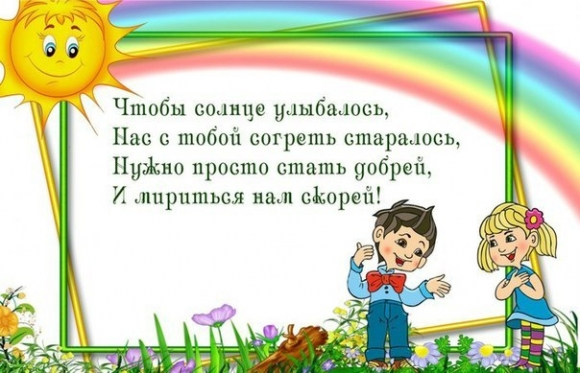 Чтобы солнце улыбалось,
Нас с тобой согреть старалось,
Нужно просто стать добрей,
И мириться нам скорей!